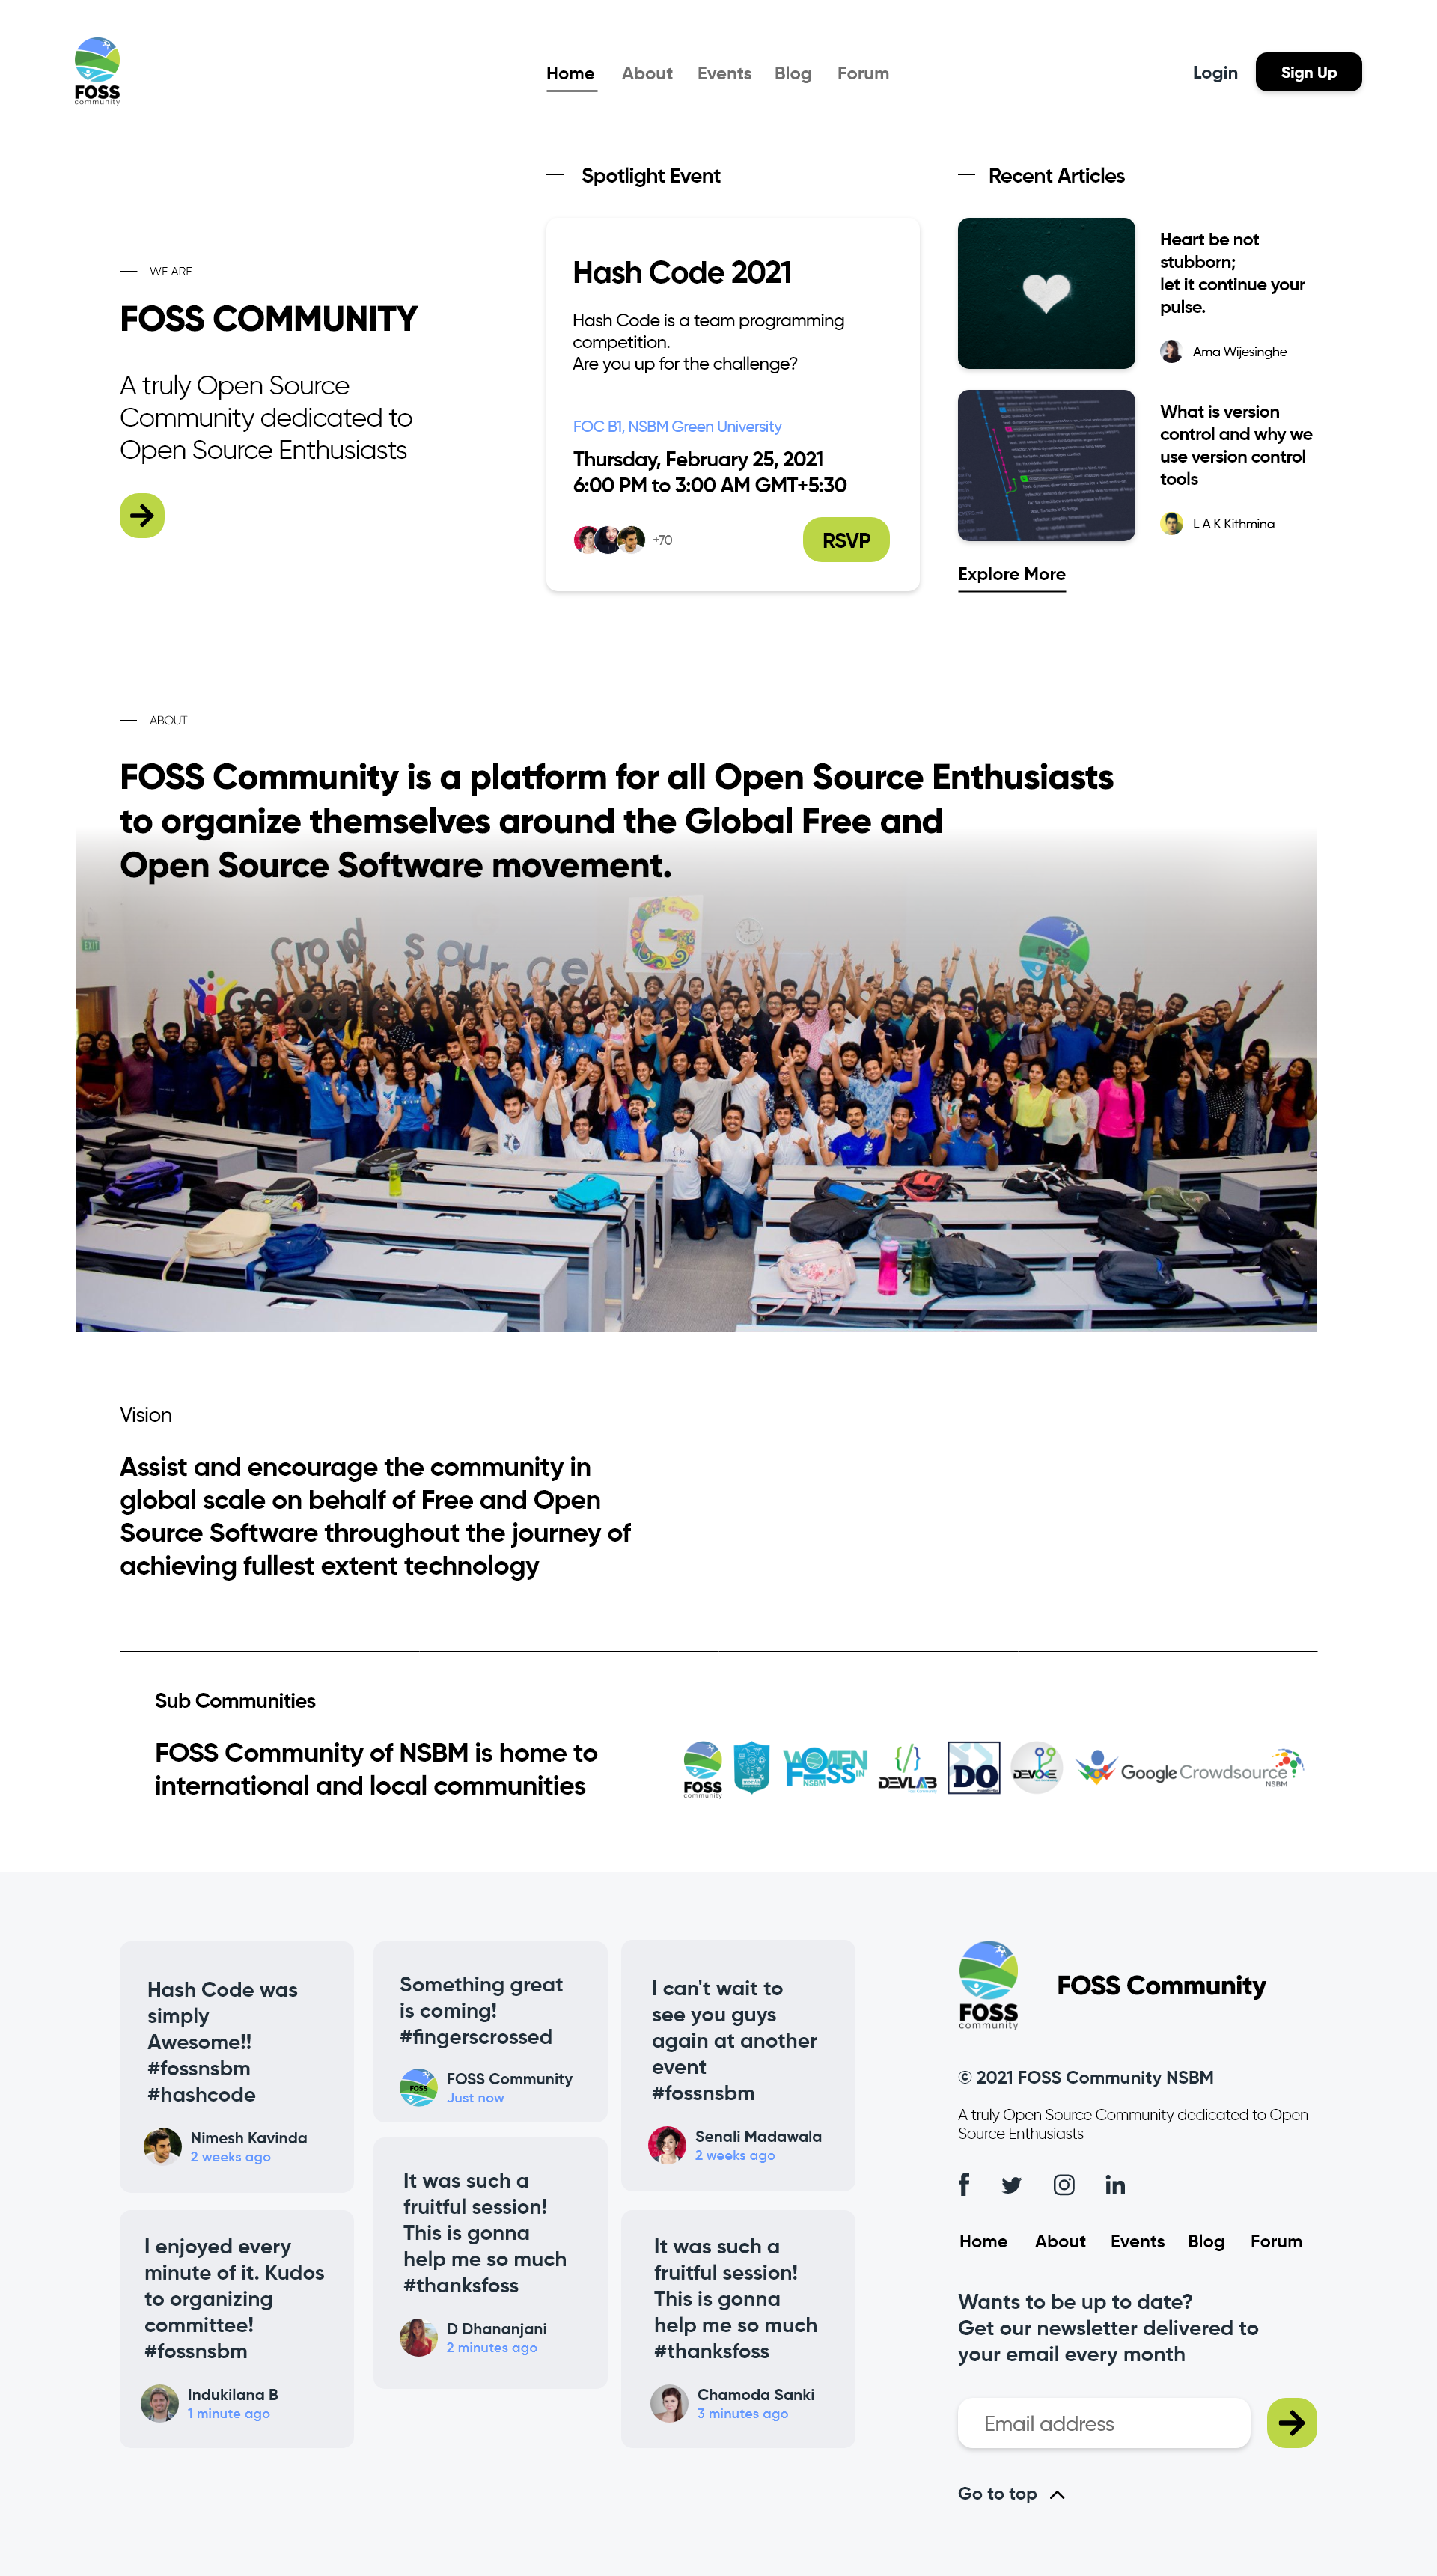 FOSS
community
Home
About
Events
Blog
Forum
Login
Sign Up
WE ARE
FOSS COMMUNITY
A truly Open Source
Community dedicated to
Open Source Enthusiasts
Spotlight Event
Hash Code 2021
Hash Code is a team programming
competition.
Are you up for the challenge?
FOC B1, NSBM Green University
Thursday, February 25, 2021
6:00 PM to 3:00 AM GMT+5:30
+70
RSVP
Recent Articles
Heart be not
stubborn;
let it continue your
pulse.
Ama Wijesinghe
What is version
control and why we
use version control
tools
L A K Kithmina
Explore More
ABOUT
FOSS Community is a platform for all Open Source Enthusiasts
to organize themselves around the Global Free and
Open Source Software movement.
EXIT
Crowd source
G
FOSS
Google
Vision
Assist and encourage the community in
global scale on behalf of Free and Open
Source Software throughout the journey of
achieving fullest extent technology
Sub Communities
FOSS Community of NSBM is home to
international and local communities
FOSS
community
WOMEN
IN
FOSS
NSBM
DEVLAB
DO
Google Crowdsource
NSBM
Hash Code was
simply
Awesome!!
#fossnsbm
#hashcode
Nimesh Kavinda
2 weeks ago
I enjoyed every
minute of it. Kudos
to organizing
committee!
#fossnsbm
Indukilana B
1 minute ago
Something great
is coming!
#fingerscrossed
FOSS
FOSS Community
Just now
It was such a
fruitful session!
This is gonna
help me so much
#thanksfoss
D Dhananjani
2 minutes ago
I can't wait to
see you guys
again at another
event
#fossnsbm
Senali Madawala
2 weeks ago
It was such a
fruitful session!
This is gonna
help me so much
#thanksfoss
Chamoda Sanki
3 minutes ago
FOSS
community
FOSS Community
© 2021 FOSS Community NSBM
A truly Open Source Community dedicated to Open
Source Enthusiasts
Home
About
Events
Blog
Forum
Wants to be up to date?
Get our newsletter delivered to
your email every month
Email address
Go to top